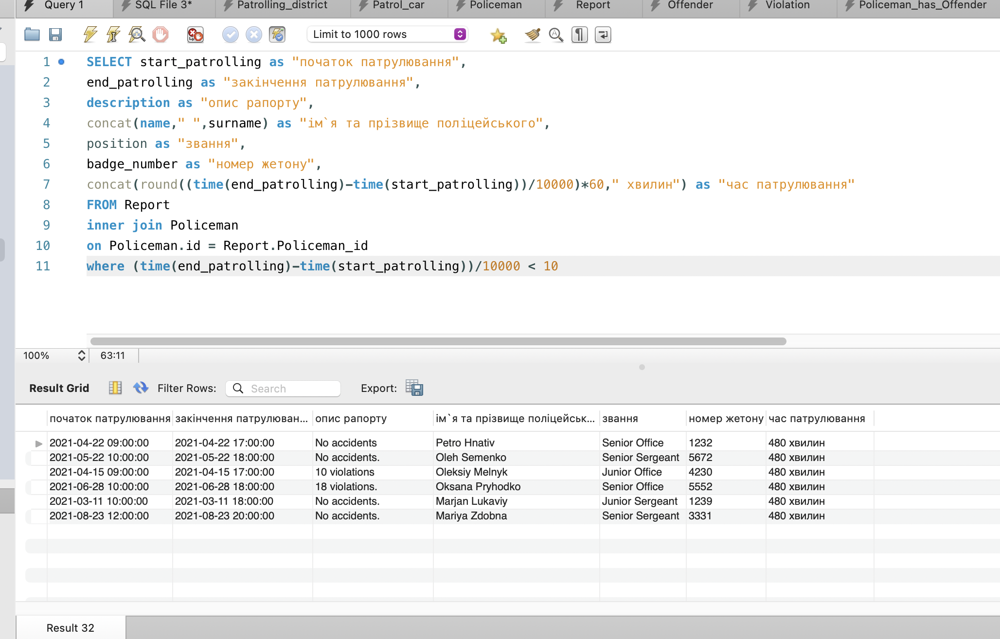 Query 1 SQL File 3* Patrolling_district Patrol_car Policeman Report Offender Violation Policeman_has_Offender
Limit to 1000 rows
1 SELECT start_patrolling as "початок патрулювання",
2 end_patrolling as "закінчення патрулювання",
3 description as "опис рапорту",
4 concat(name," ",surname) as "ім`я та прізвище поліцейського",
5 position as "звання",
6 badge_number as "номер жетону",
7 concat(round((time(end_patrolling)-time(start_patrolling))/10000)*60," хвилин") as "час патрулювання"
8 FROM Report
9 inner join Policeman
10 on Policeman.id = Report.Policeman_id
11 where (time(end_patrolling)-time(start_patrolling))/10000 < 10
100% 63:11
Result Grid Filter Rows: Search Export:
початок патрулювання закінчення патрулюван... опис рапорту ім`я та прізвище поліцейськ... звання номер жетону час патрулювання
2021-04-22 09:00:00 2021-04-22 17:00:00 No accidents Petro Hnativ Senior Office 1232 480 хвилин
2021-05-22 10:00:00 2021-05-22 18:00:00 No accidents. Oleh Semenko Senior Sergeant 5672 480 хвилин
2021-04-15 09:00:00 2021-04-15 17:00:00 10 violations Oleksiy Melnyk Junior Office 4230 480 хвилин
2021-06-28 10:00:00 2021-06-28 18:00:00 18 violations. Oksana Pryhodko Senior Office 5552 480 хвилин
2021-03-11 10:00:00 2021-03-11 18:00:00 No accidents. Marjan Lukaviy Junior Sergeant 1239 480 хвилин
2021-08-23 12:00:00 2021-08-23 20:00:00 No accidents. Mariya Zdobna Senior Sergeant 3331 480 хвилин
Result 32